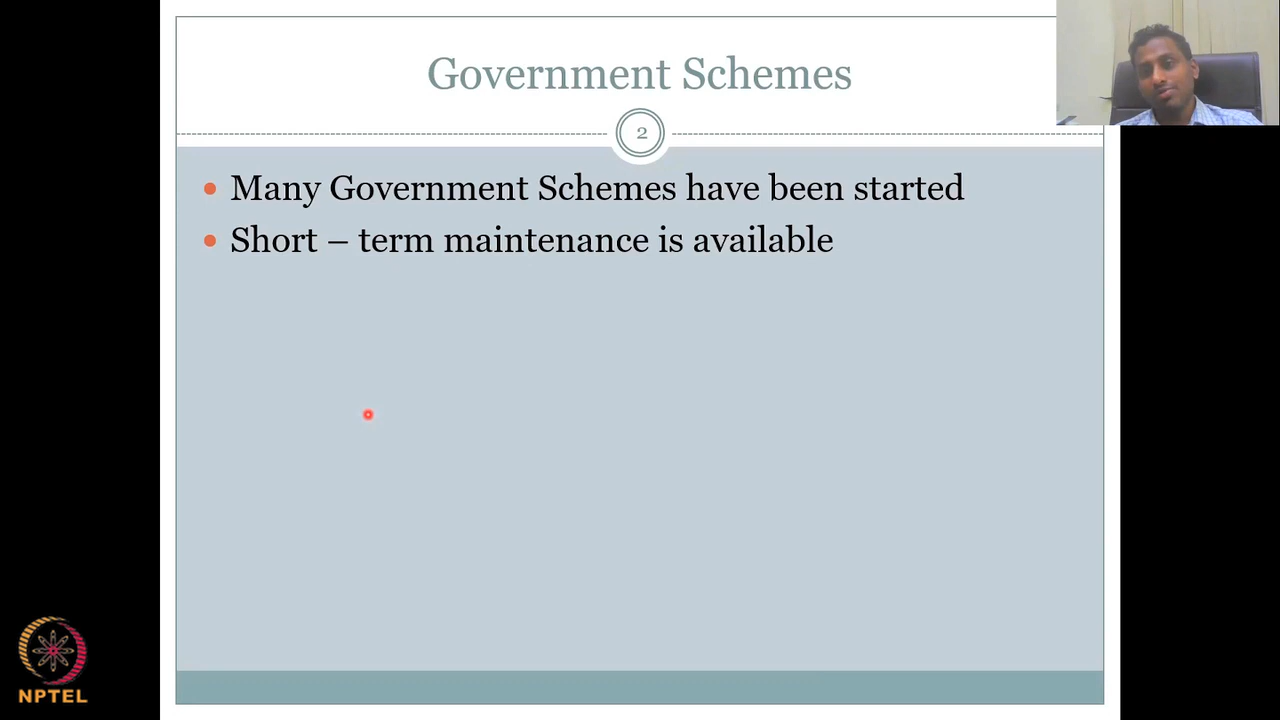 Government Schemes
2
• Many Government Schemes have been started
• Short – term maintenance is available
NPTEL